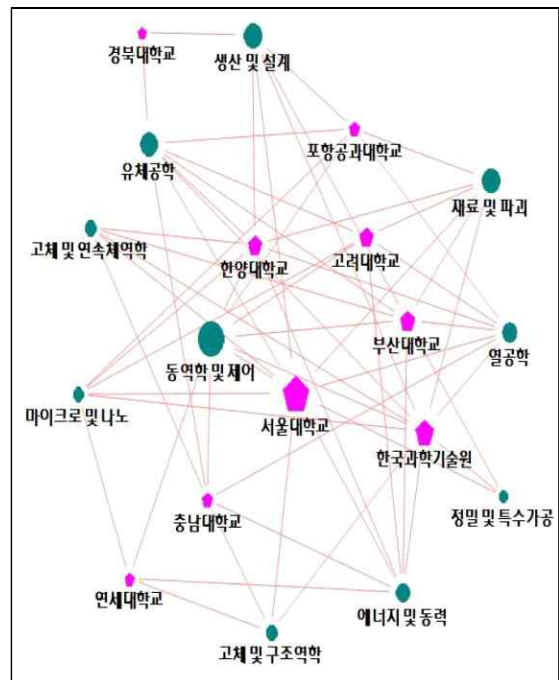 경북대학교
생산 및 설계
포항공과대학교
유체공학
재료 및 파괴
고체 및 연속체역학
한양대학교
고려대학교
부산대학교
열공학
동역학 및 제어
마이크로 및 나노
서울대학교
한국과학기술원
정밀 및 특수가공
충남대학교
연세대학교
에너지 및 동력
고체 및 구조역학